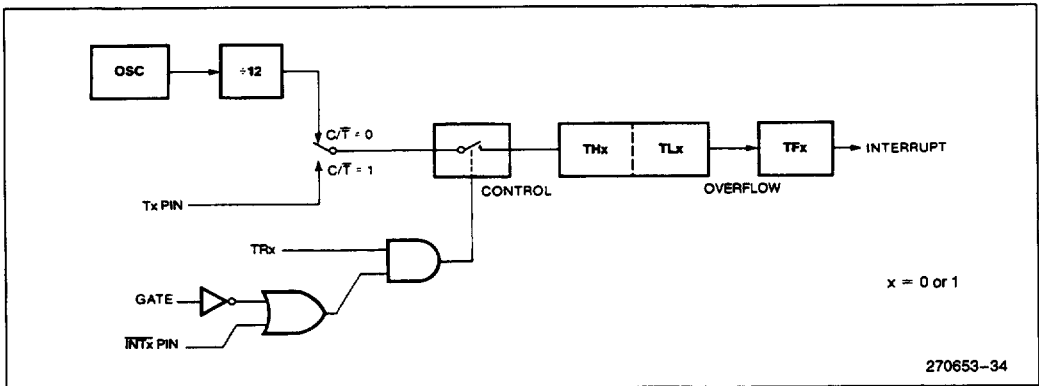 OSC
÷12
C/T̅ = 0
C/T̅ = 1
Tx PIN
CONTROL
THx
TLx
OVERFLOW
TFx
INTERRUPT
TRx
GATE
I̅N̅T̅x̅ PIN
x = 0 or 1
270653-34